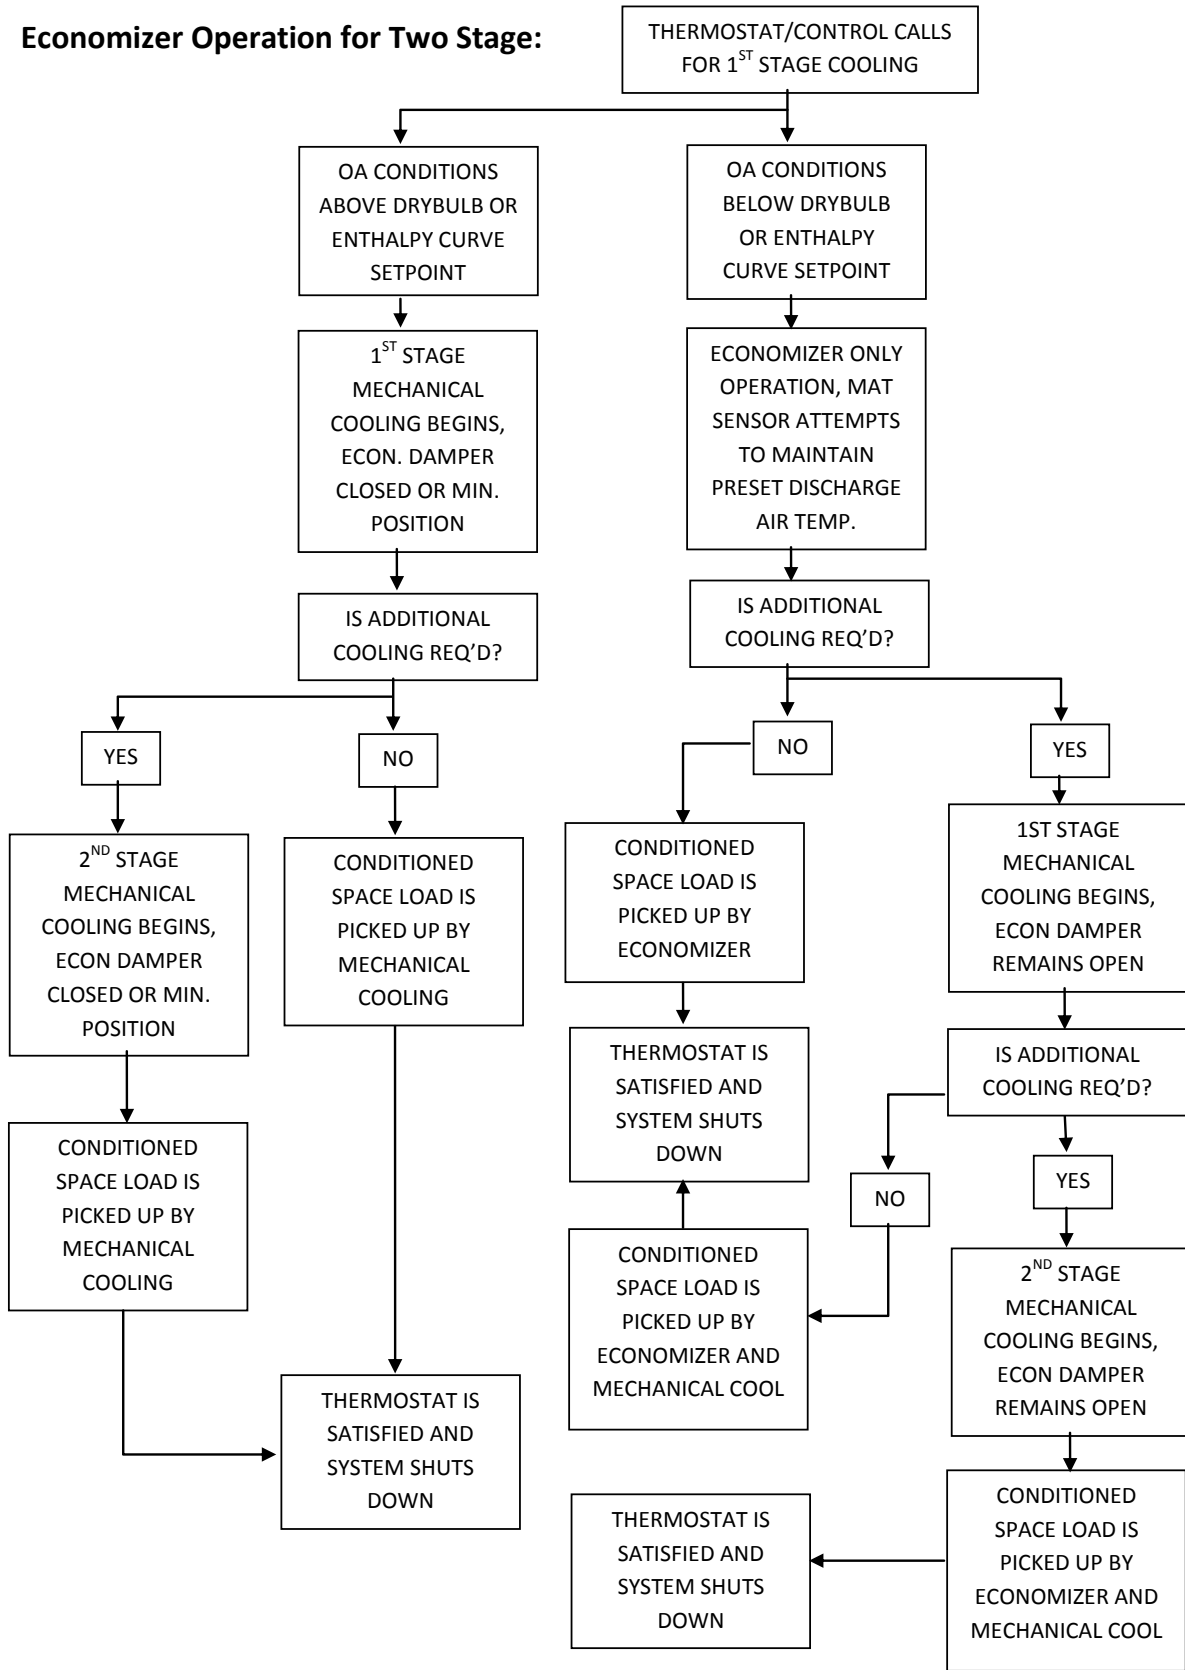 Economizer Operation for Two Stage:
THERMOSTAT/CONTROL CALLS
FOR 1ST STAGE COOLING
OA CONDITIONS
ABOVE DRYBULB OR
ENTHALPY CURVE
SETPOINT
OA CONDITIONS
BELOW DRYBULB
OR ENTHALPY
CURVE SETPOINT
1ST STAGE
MECHANICAL
COOLING BEGINS,
ECON. DAMPER
CLOSED OR MIN.
POSITION
ECONOMIZER ONLY
OPERATION, MAT
SENSOR ATTEMPTS
TO MAINTAIN
PRESET DISCHARGE
AIR TEMP.
IS ADDITIONAL
COOLING REQ’D?
IS ADDITIONAL
COOLING REQ’D?
YES
NO
NO
YES
2ND STAGE
MECHANICAL
COOLING BEGINS,
ECON DAMPER
CLOSED OR MIN.
POSITION
CONDITIONED
SPACE LOAD IS
PICKED UP BY
MECHANICAL
COOLING
CONDITIONED
SPACE LOAD IS
PICKED UP BY
ECONOMIZER
1ST STAGE
MECHANICAL
COOLING BEGINS,
ECON DAMPER
REMAINS OPEN
THERMOSTAT IS
SATISFIED AND
SYSTEM SHUTS
DOWN
IS ADDITIONAL
COOLING REQ’D?
CONDITIONED
SPACE LOAD IS
PICKED UP BY
MECHANICAL
COOLING
NO
YES
CONDITIONED
SPACE LOAD IS
PICKED UP BY
ECONOMIZER AND
MECHANICAL COOL
2ND STAGE
MECHANICAL
COOLING BEGINS,
ECON DAMPER
REMAINS OPEN
THERMOSTAT IS
SATISFIED AND
SYSTEM SHUTS
DOWN
THERMOSTAT IS
SATISFIED AND
SYSTEM SHUTS
DOWN
CONDITIONED
SPACE LOAD IS
PICKED UP BY
ECONOMIZER AND
MECHANICAL COOL